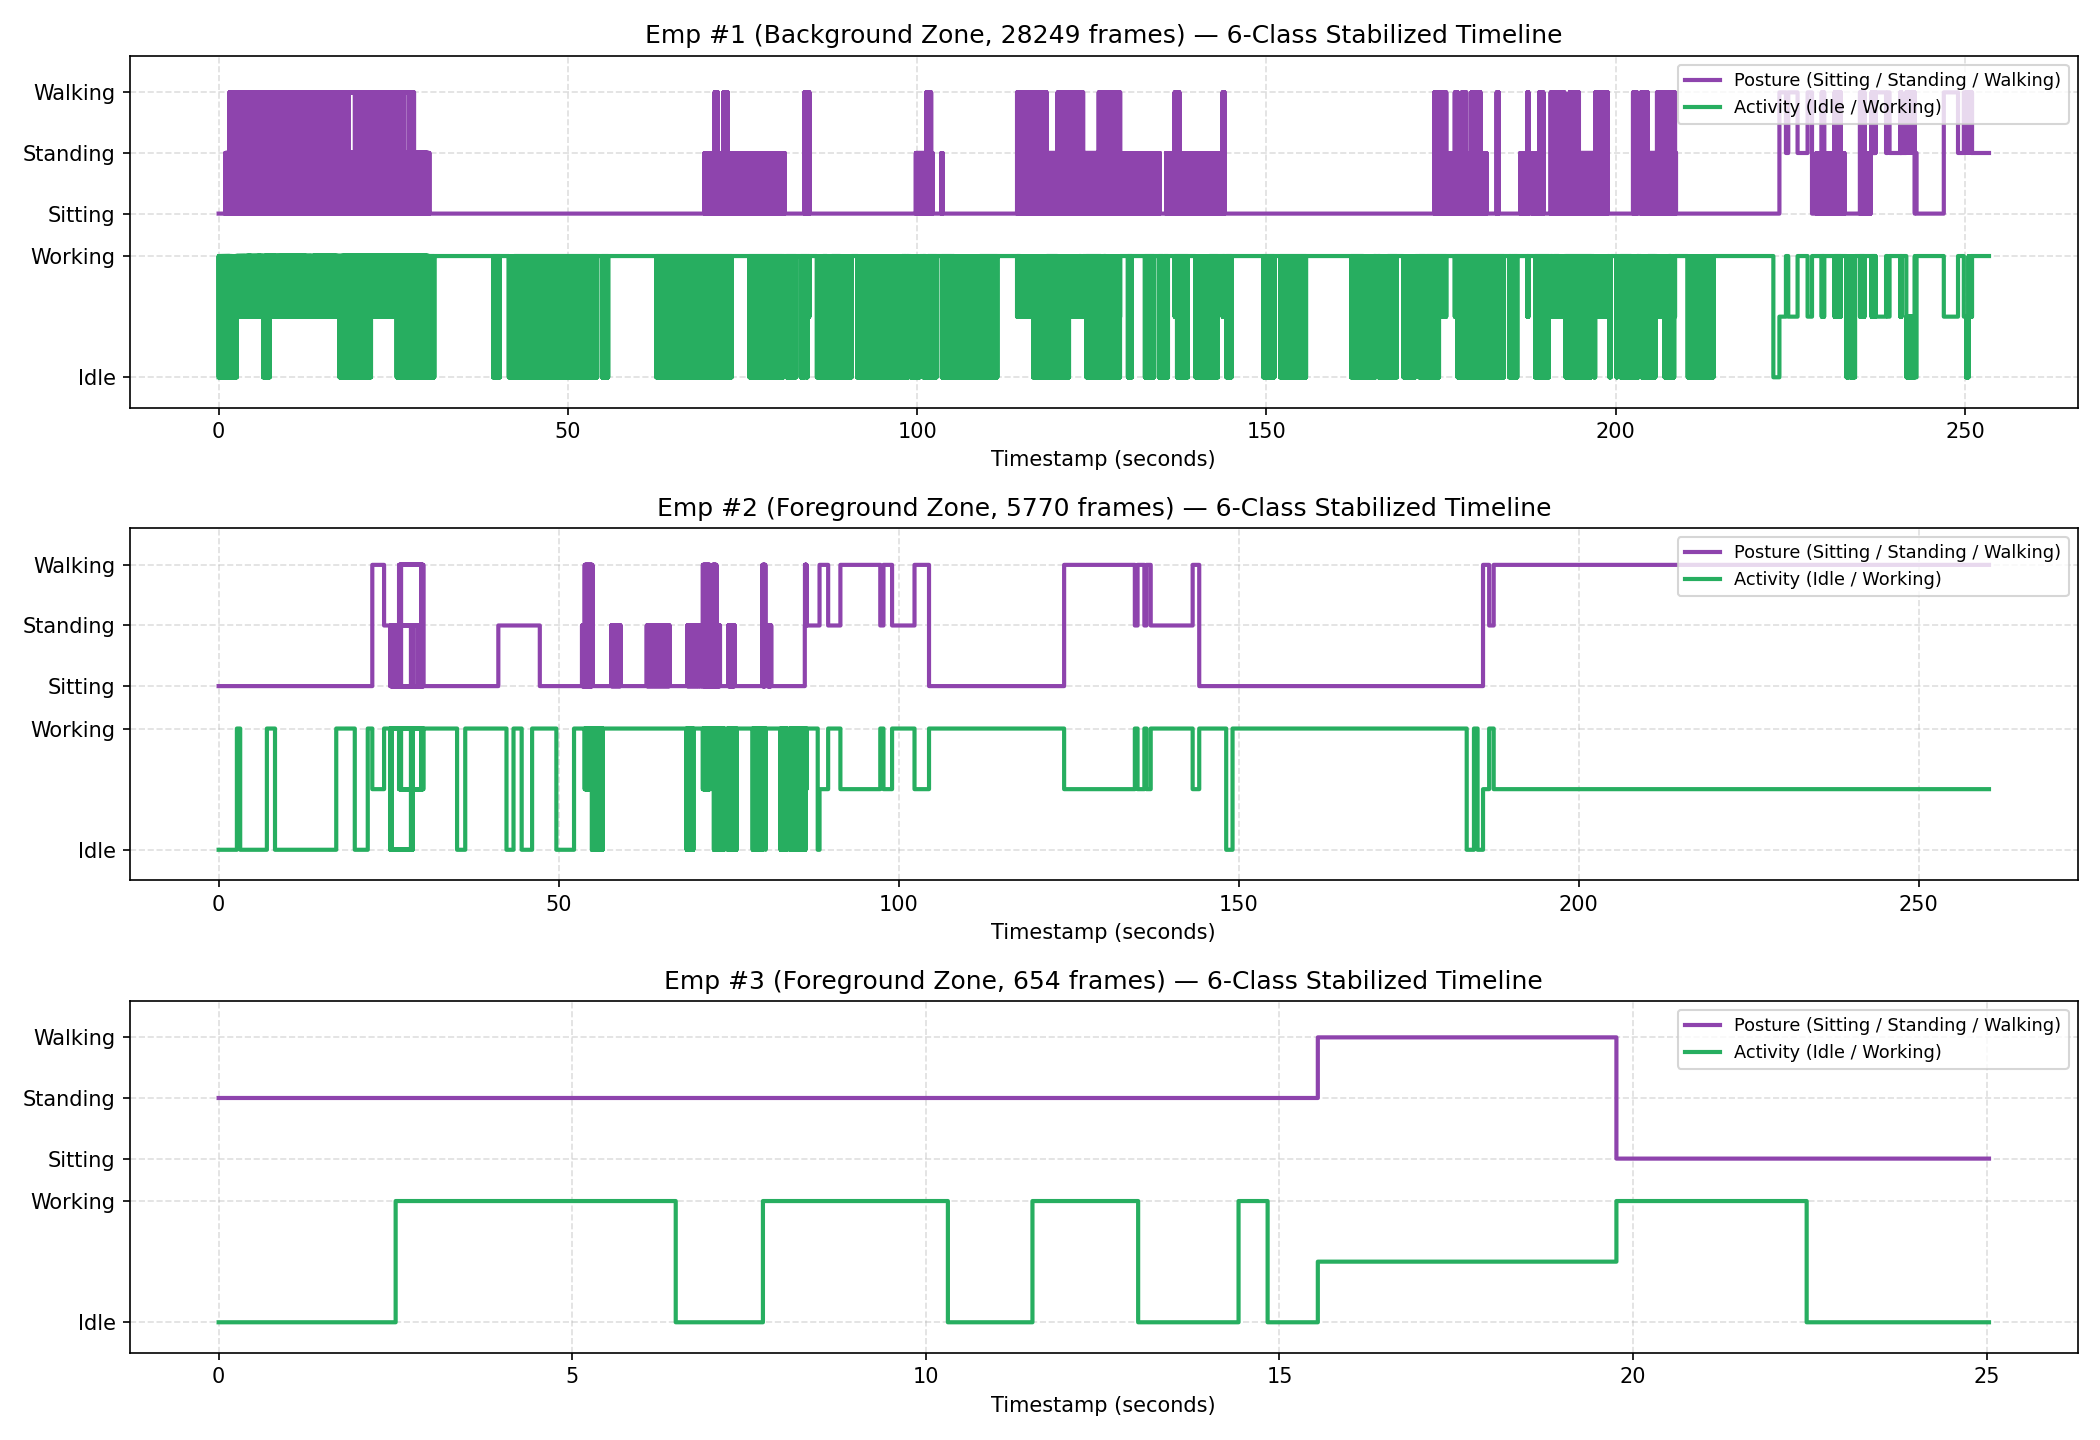 Emp #1 (Background Zone, 28249 frames) — 6-Class Stabilized Timeline
Posture (Sitting / Standing / Walking)
Activity (Idle / Working)
Walking
Standing
Sitting
Working
Idle
0 50 100 150 200 250
Timestamp (seconds)
Emp #2 (Foreground Zone, 5770 frames) — 6-Class Stabilized Timeline
Posture (Sitting / Standing / Walking)
Activity (Idle / Working)
Walking
Standing
Sitting
Working
Idle
0 50 100 150 200 250
Timestamp (seconds)
Emp #3 (Foreground Zone, 654 frames) — 6-Class Stabilized Timeline
Posture (Sitting / Standing / Walking)
Activity (Idle / Working)
Walking
Standing
Sitting
Working
Idle
0 5 10 15 20 25
Timestamp (seconds)